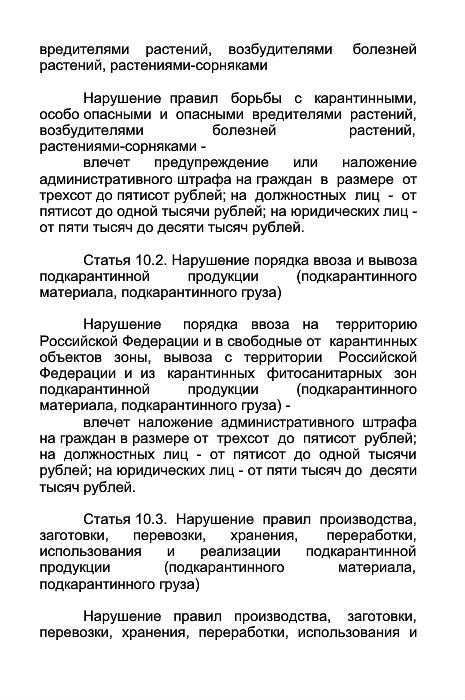 вредителями растений, возбудителями болезней
растений, растениями-сорняками
Нарушение правил борьбы с карантинными,
особо опасными и опасными вредителями растений,
возбудителями болезней растений,
растениями-сорняками -
влечет предупреждение или наложение
административного штрафа на граждан в размере от
трехсот до пятисот рублей; на должностных лиц - от
пятисот до одной тысячи рублей; на юридических лиц -
от пяти тысяч до десяти тысяч рублей.
Статья 10.2. Нарушение порядка ввоза и вывоза
подкарантинной продукции (подкарантинного
материала, подкарантинного груза)
Нарушение порядка ввоза на территорию
Российской Федерации и в свободные от карантинных
объектов зоны, вывоза с территории Российской
Федерации и из карантинных фитосанитарных зон
подкарантинной продукции (подкарантинного
материала, подкарантинного груза) -
влечет наложение административного штрафа
на граждан в размере от трехсот до пятисот рублей;
на должностных лиц - от пятисот до одной тысячи
рублей; на юридических лиц - от пяти тысяч до десяти
тысяч рублей.
Статья 10.3. Нарушение правил производства,
заготовки, перевозки, хранения, переработки,
использования и реализации подкарантинной
продукции (подкарантинного материала,
подкарантинного груза)
Нарушение правил производства, заготовки,
перевозки, хранения, переработки, использования и